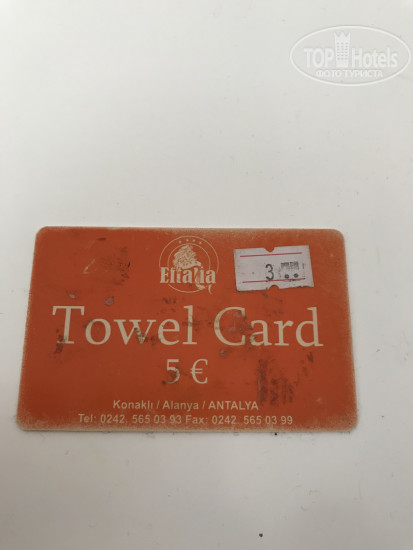 TOP Hotels
ФОТО ТУРИСТА
Towel Card
5 €
Konaklı / Alanya / ANTALYA
Tel: 0242. 565 03 93 Fax: 0242. 565 03 99